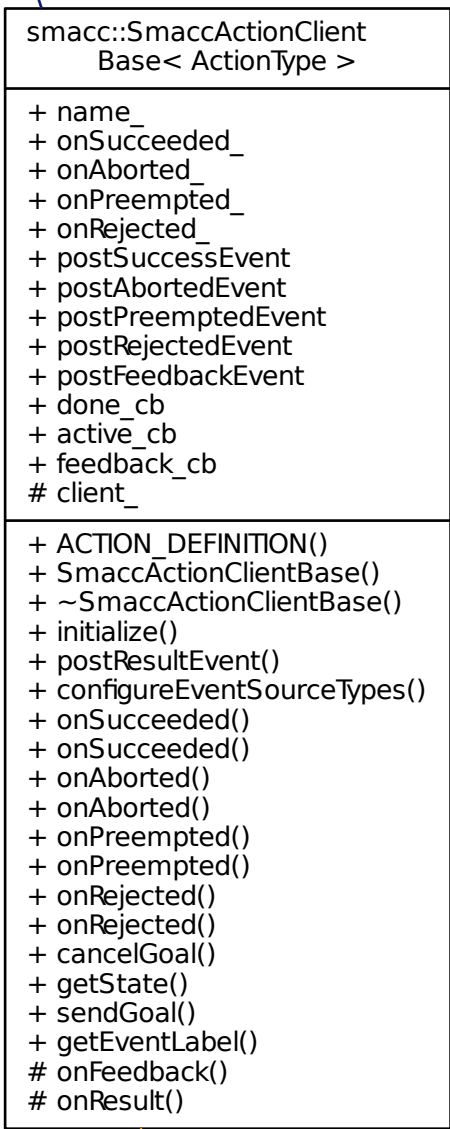 smacc::SmaccActionClient
Base< ActionType >
+ name_
+ onSucceeded_
+ onAborted_
+ onPreempted_
+ onRejected_
+ postSuccessEvent
+ postAbortedEvent
+ postPreemptedEvent
+ postRejectedEvent
+ postFeedbackEvent
+ done_cb
+ active_cb
+ feedback_cb
# client_
+ ACTION_DEFINITION()
+ SmaccActionClientBase()
+ ~SmaccActionClientBase()
+ initialize()
+ postResultEvent()
+ configureEventSourceTypes()
+ onSucceeded()
+ onSucceeded()
+ onAborted()
+ onAborted()
+ onPreempted()
+ onPreempted()
+ onRejected()
+ onRejected()
+ cancelGoal()
+ getState()
+ sendGoal()
+ getEventLabel()
# onFeedback()
# onResult()